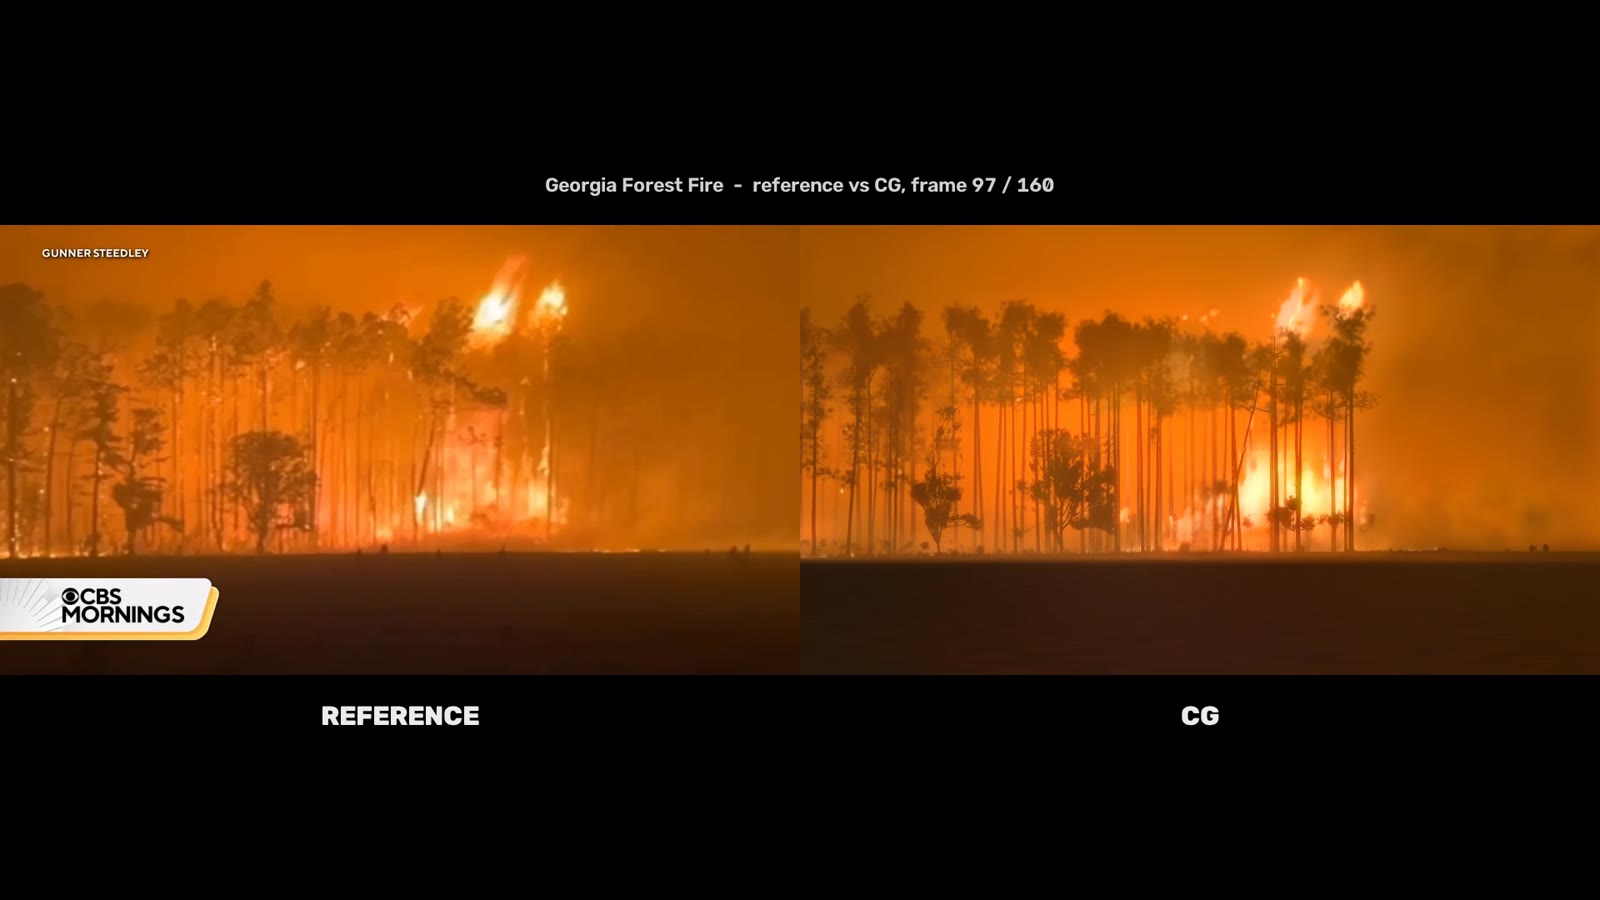 Georgia Forest Fire - reference vs CG, frame 97 / 160
GUNNER STEEDLEY
CBS
MORNINGS
REFERENCE
CG